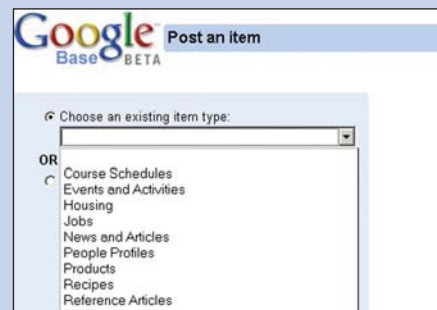 Google Base BETA
Post an item
Choose an existing item type:
OR
Course Schedules
Events and Activities
Housing
Jobs
News and Articles
People Profiles
Products
Recipes
Reference Articles